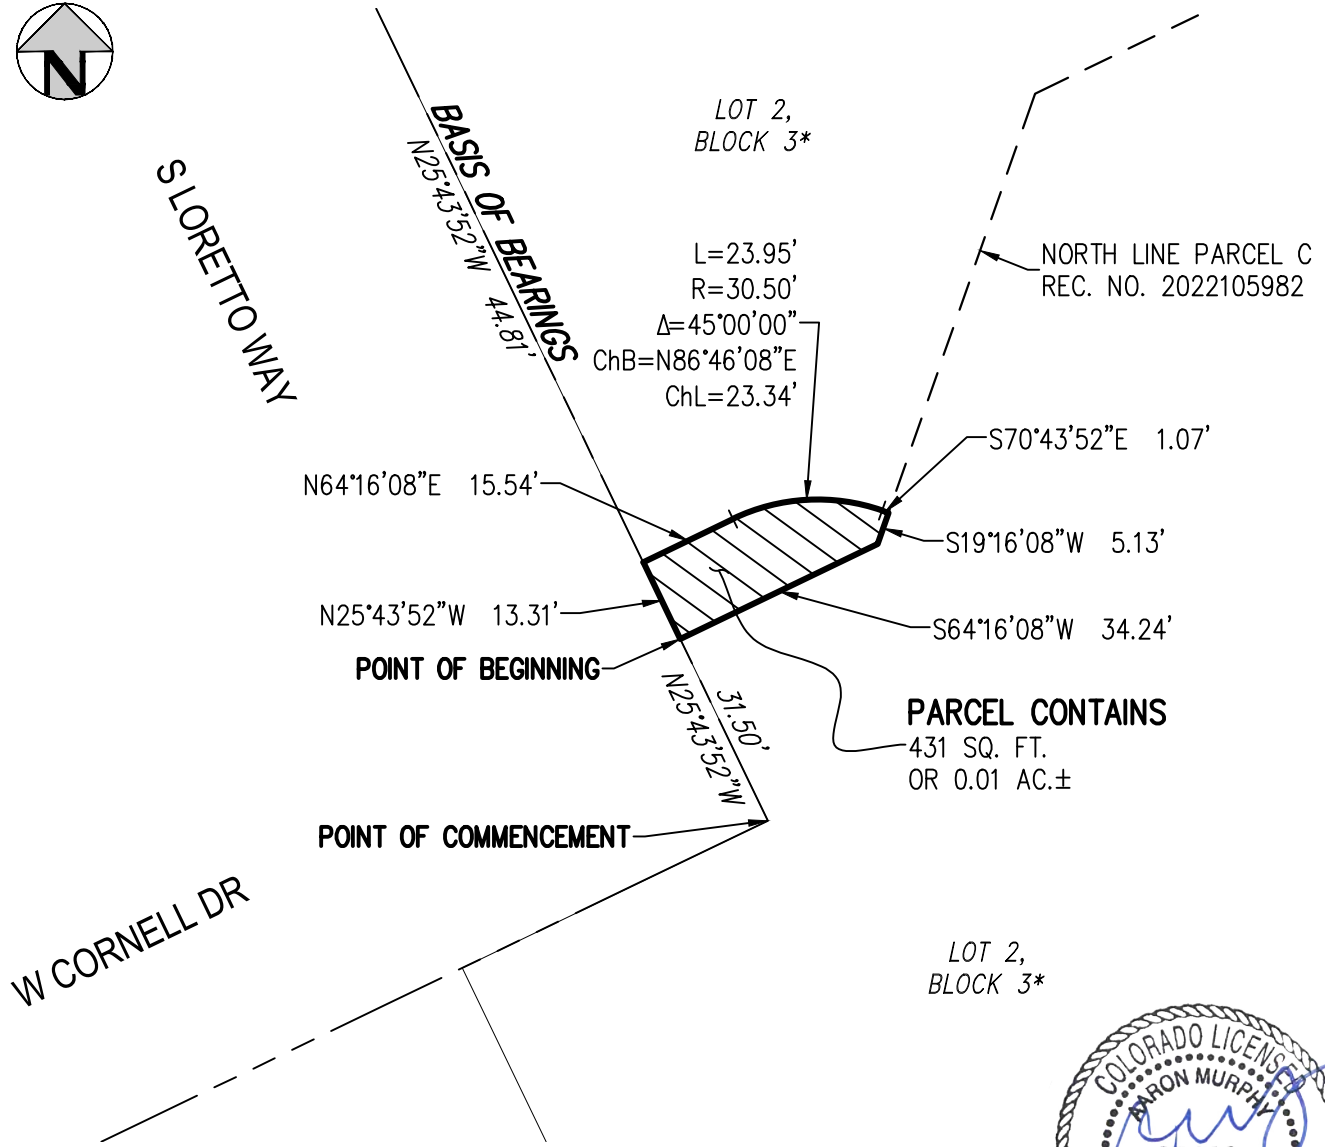 N
LOT 2,
BLOCK 3*
BASIS OF BEARINGS
N25°43'52"W 44.81'
S LORETTO WAY
L=23.95'
R=30.50'
Δ=45°00'00"
ChB=N86°46'08"E
ChL=23.34'
NORTH LINE PARCEL C
REC. NO. 2022105982
S70°43'52"E 1.07'
N64°16'08"E 15.54'
S19°16'08"W 5.13'
N25°43'52"W 13.31'
S64°16'08"W 34.24'
POINT OF BEGINNING
31.50'
N25°43'52"W
PARCEL CONTAINS
431 SQ. FT.
OR 0.01 AC.±
POINT OF COMMENCEMENT
W CORNELL DR
LOT 2,
BLOCK 3*
COLORADO LICENSED
AARON MURPHY